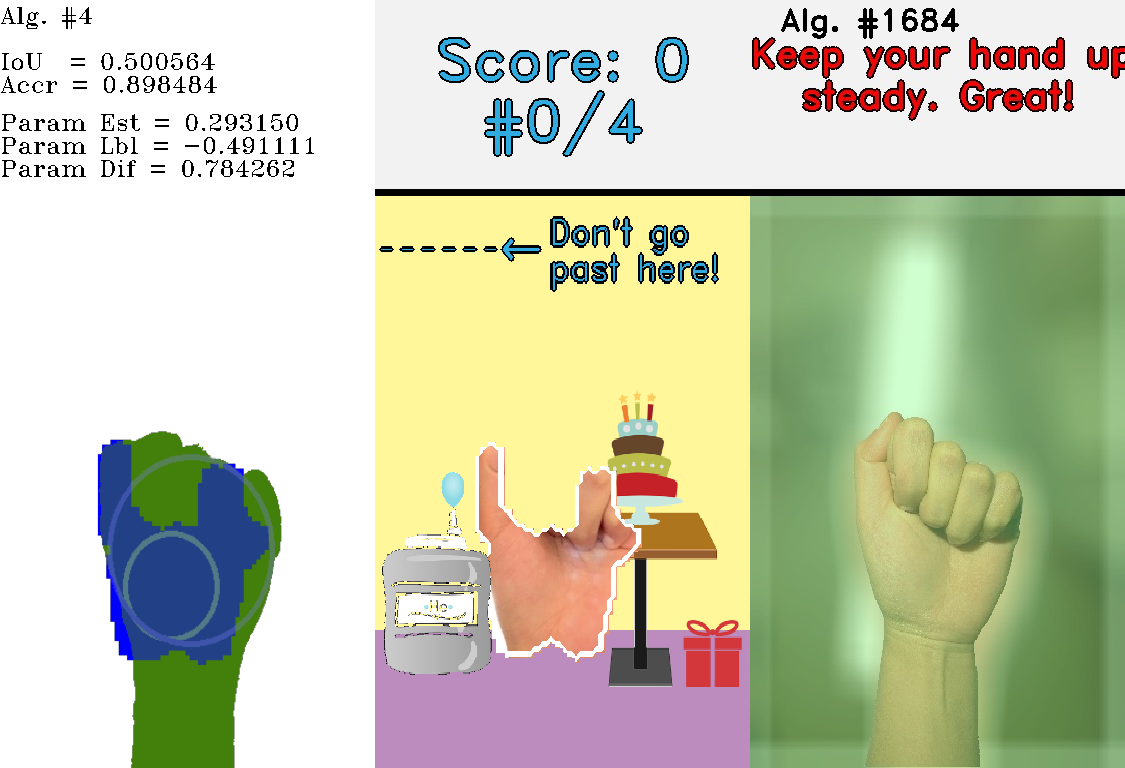 Alg. #4
IoU = 0.500564
Accr = 0.898484
Param Est = 0.293150
Param Lbl = −0.491111
Param Dif = 0.784262
Score: 0
#0/4
Alg. #1684
Keep your hand up
steady. Great!
Don't go
past here!